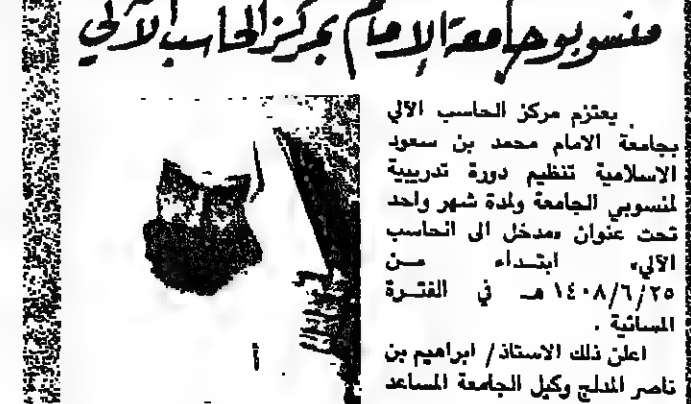 منسوبو جامعة الإمام بمركز الحاسب الآلي
يعتزم مركز الحاسب الآلي
بجامعة الامام محمد بن سعود
الاسلامية تنظيم دورة تدريبية
لمنسوبي الجامعة ولمدة شهر واحد
تحت عنوان «مدخل الى الحاسب
الآلي» ابتداء من
١٤٠٨/٦/٢٥ هـ في الفترة
المسائية .
اعلن ذلك الاستاذ / ابراهيم بن
ناصر المدلج وكيل الجامعة المساعد